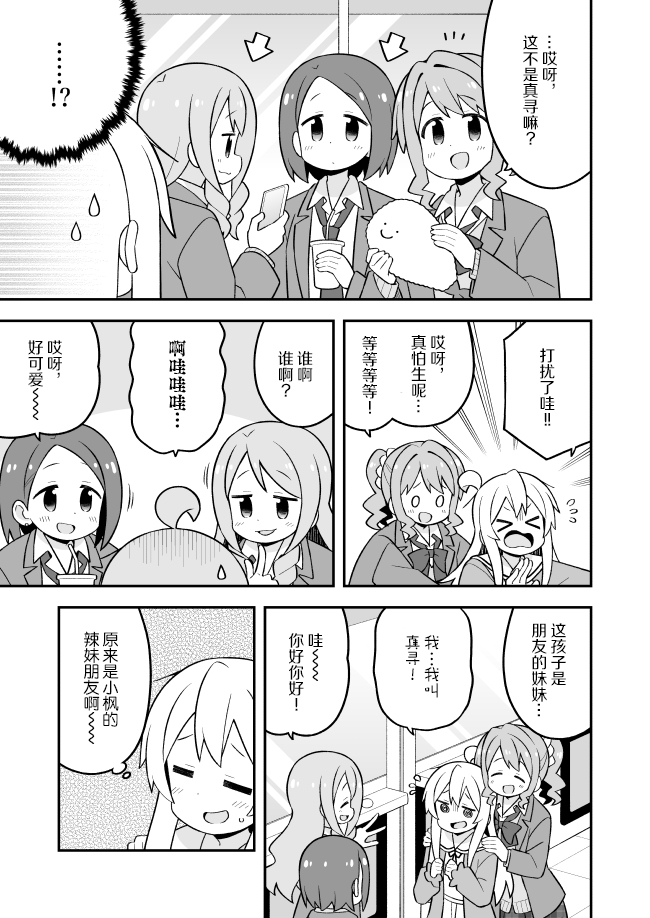 …哎呀，
这不是真寻嘛？
……
!?
打扰了哇!!
哎呀，
真怕生呢…
等等等等！
谁啊
谁啊？
啊哇哇哇…
哎呀，
好可爱～～
这孩子是
朋友的妹妹…
我…我叫
真寻！
哇～～
你好你好！
原来是小枫的
辣妹朋友啊～～